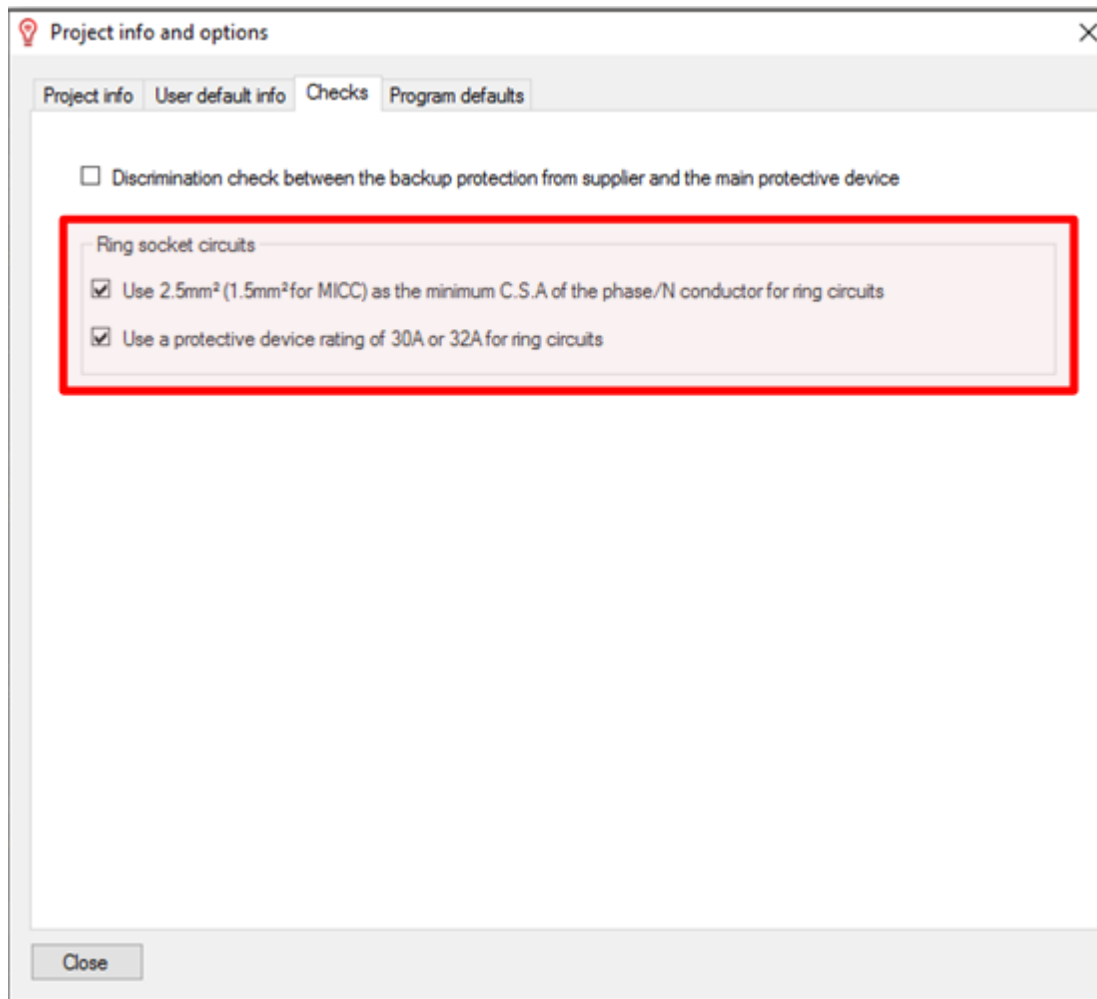 Project info and options
Project info User default info Checks Program defaults
Discrimination check between the backup protection from supplier and the main protective device
Ring socket circuits
Use 2.5mm² (1.5mm² for MICC) as the minimum C.S.A of the phase/N conductor for ring circuits
Use a protective device rating of 30A or 32A for ring circuits
Close